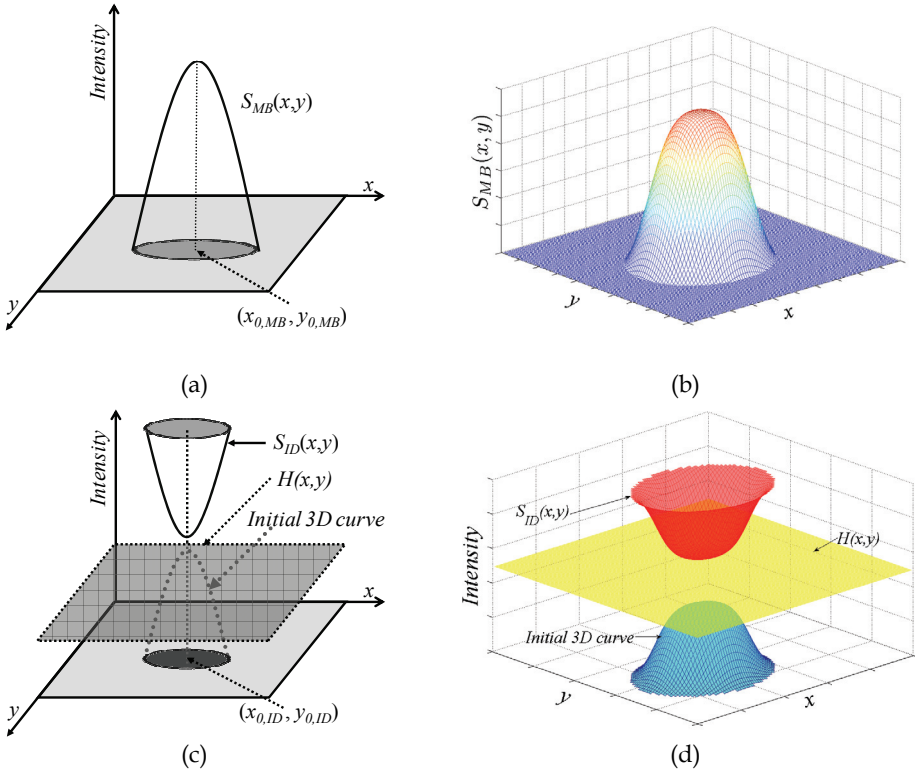 Intensity
S_MB(x,y)
x
y
(x_0,MB, y_0,MB)
(a)
S_MB(x, y)
y
x
(b)
Intensity
S_ID(x,y)
H(x,y)
Initial 3D curve
x
y
(x_0,ID, y_0,ID)
(c)
Intensity
S_ID(x,y)
H(x,y)
Initial 3D curve
y
x
(d)